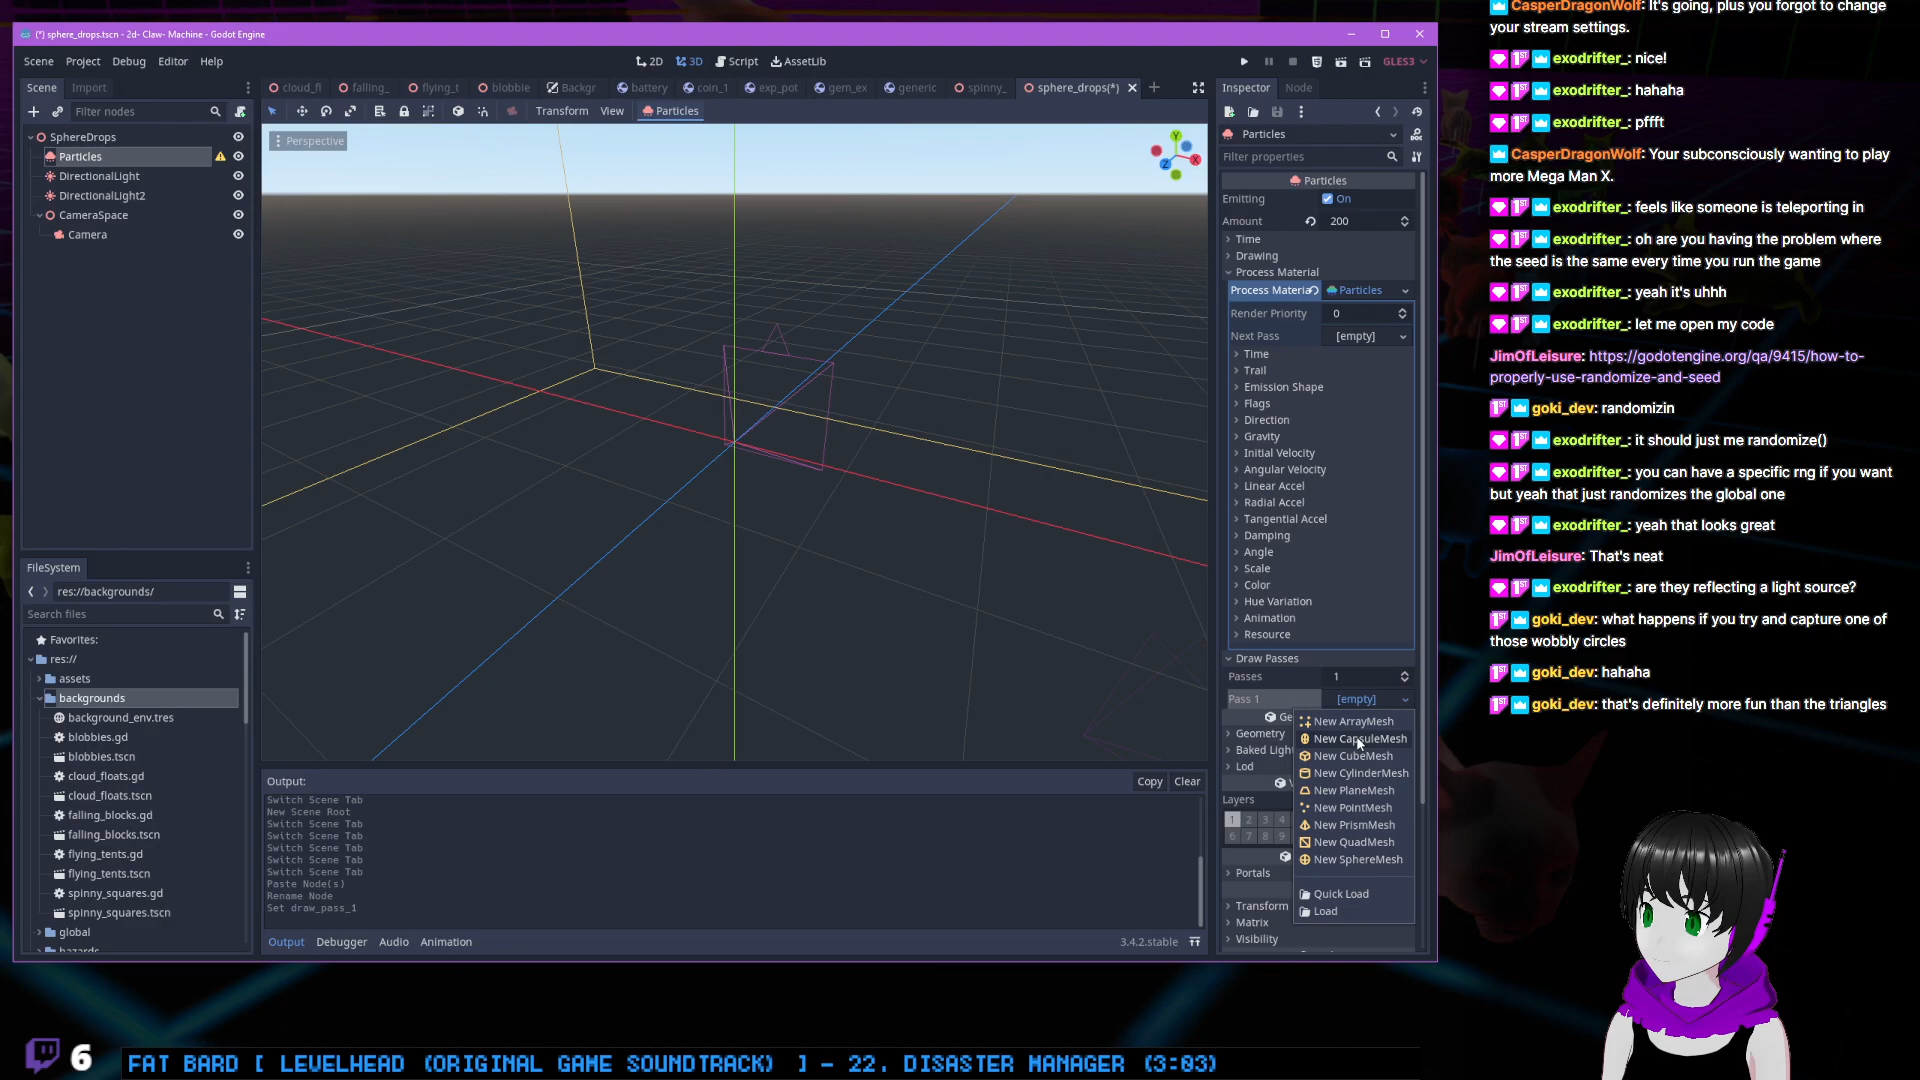 (*) sphere_drops.tscn - 2d- Claw- Machine - Godot Engine
Scene Project Debug Editor Help
2D 3D Script AssetLib
GLES3
Scene Import
cloud_fl falling_ flying_t blobbie Backgr battery coin_1 exp_pot gem_ex generic spinny_ sphere_drops(*)
Inspector Node
Filter nodes
Transform View Particles
SphereDrops
Particles
DirectionalLight
DirectionalLight2
CameraSpace
Camera
Perspective
Y
X
Z
Particles
Filter properties
Particles
Emitting On
Amount 200
Time
Drawing
Process Material
Process Materia Particles
Render Priority 0
Next Pass [empty]
Time
Trail
Emission Shape
Flags
Direction
Gravity
Initial Velocity
Angular Velocity
Linear Accel
Radial Accel
Tangential Accel
Damping
Angle
Scale
Color
Hue Variation
Animation
Resource
Draw Passes
Passes 1
Pass 1 [empty]
Ge
Geometry
Baked Ligh
Lod
Layers
1 2 3 4
6 7 8 9
Portals
Transform
Matrix
Visibility
New ArrayMesh
New CapsuleMesh
New CubeMesh
New CylinderMesh
New PlaneMesh
New PointMesh
New PrismMesh
New QuadMesh
New SphereMesh
Quick Load
Load
FileSystem
res://backgrounds/
Search files
Favorites:
res://
assets
backgrounds
background_env.tres
blobbies.gd
blobbies.tscn
cloud_floats.gd
cloud_floats.tscn
falling_blocks.gd
falling_blocks.tscn
flying_tents.gd
flying_tents.tscn
spinny_squares.gd
spinny_squares.tscn
global
Output:
Copy Clear
Switch Scene Tab
New Scene Root
Switch Scene Tab
Switch Scene Tab
Switch Scene Tab
Switch Scene Tab
Switch Scene Tab
Paste Node(s)
Rename Node
Set draw_pass_1
Output Debugger Audio Animation
3.4.2.stable
CasperDragonWolf: It's going, plus you forgot to change
your stream settings.
exodrifter_: nice!
exodrifter_: hahaha
exodrifter_: pffft
CasperDragonWolf: Your subconsciously wanting to play
more Mega Man X.
exodrifter_: feels like someone is teleporting in
exodrifter_: oh are you having the problem where
the seed is the same every time you run the game
exodrifter_: yeah it's uhhh
exodrifter_: let me open my code
JimOfLeisure: https://godotengine.org/qa/9415/how-to-
properly-use-randomize-and-seed
goki_dev: randomizin
exodrifter_: it should just me randomize()
exodrifter_: you can have a specific rng if you want
but yeah that just randomizes the global one
exodrifter_: yeah that looks great
JimOfLeisure: That's neat
exodrifter_: are they reflecting a light source?
goki_dev: what happens if you try and capture one of
those wobbly circles
goki_dev: hahaha
goki_dev: that's definitely more fun than the triangles
6
FAT BARD [ LEVELHEAD (ORIGINAL GAME SOUNDTRACK) ] - 22. DISASTER MANAGER (3:03)